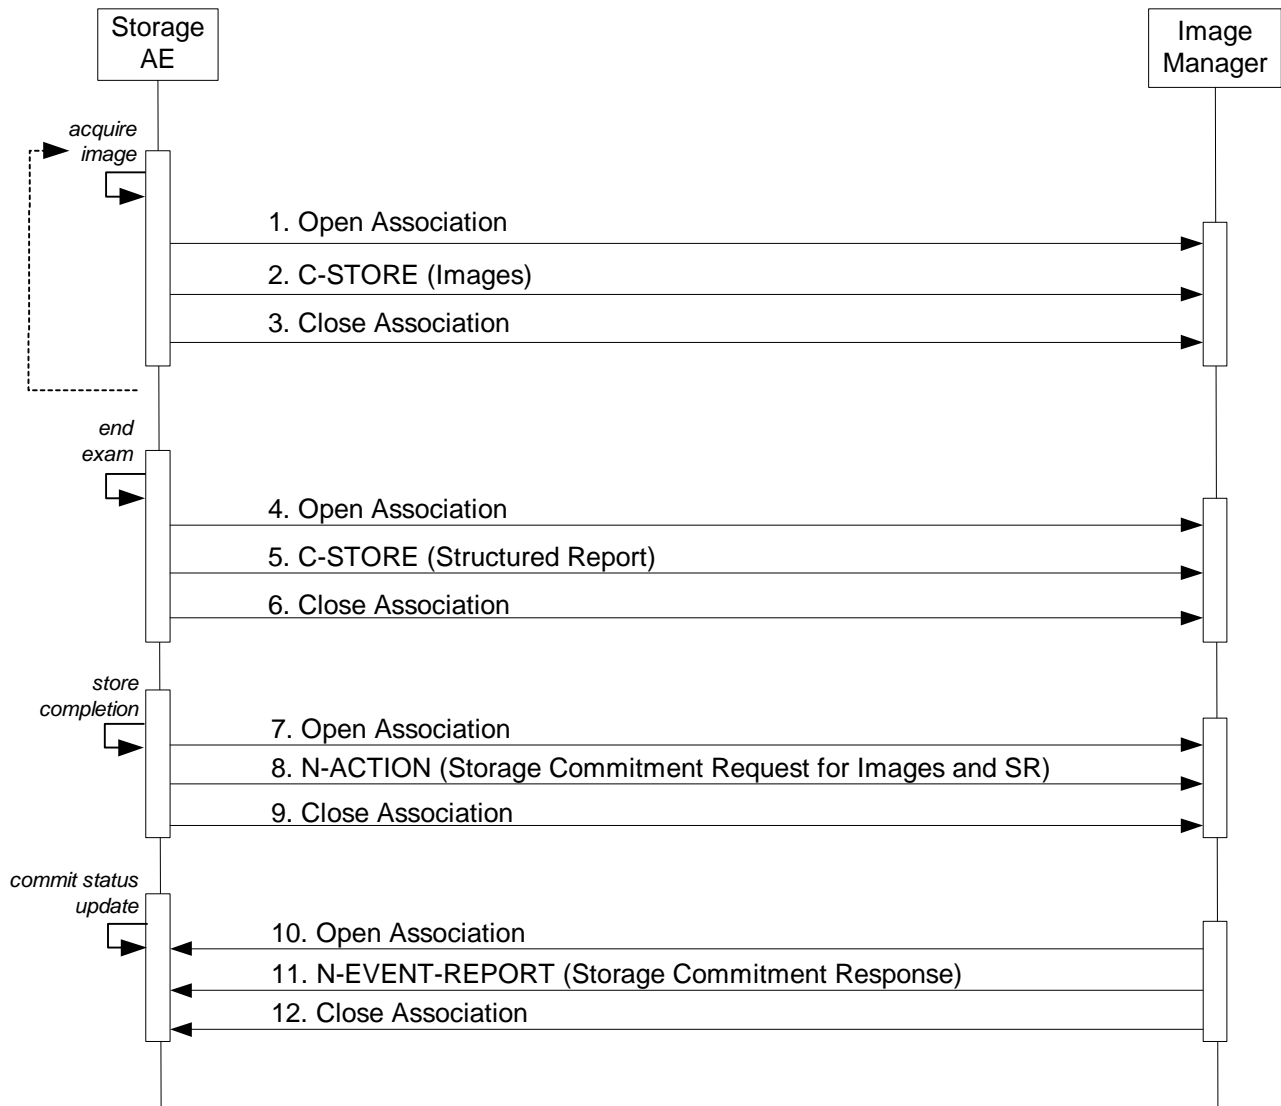 Storage
AE
Image
Manager
acquire
image
1. Open Association
2. C-STORE (Images)
3. Close Association
end
exam
4. Open Association
5. C-STORE (Structured Report)
6. Close Association
store
completion
7. Open Association
8. N-ACTION (Storage Commitment Request for Images and SR)
9. Close Association
commit status
update
10. Open Association
11. N-EVENT-REPORT (Storage Commitment Response)
12. Close Association